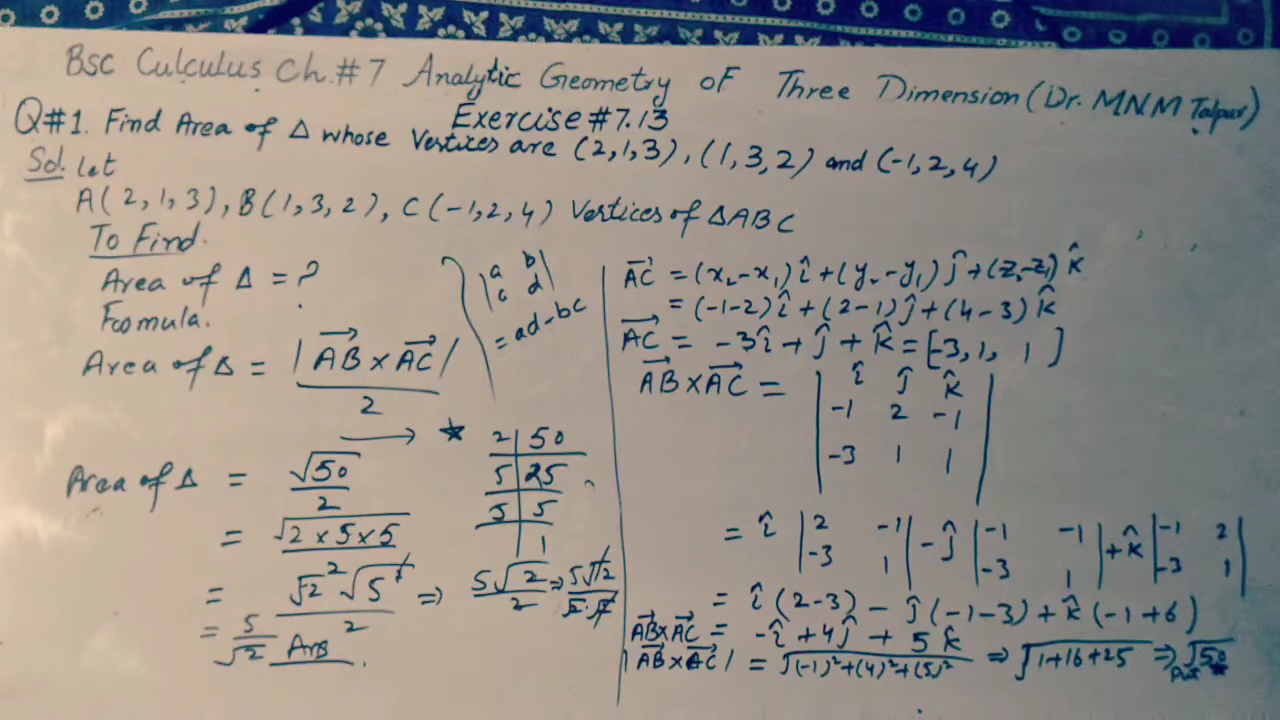 Bsc Calculus Ch.#7 Analytic Geometry of Three Dimension (Dr. MNM Talpur)
Exercise #7.13
Q#1. Find Area of Δ whose Vertices are (2,1,3), (1,3,2) and (-1,2,4)
Sol. Let
A(2,1,3), B(1,3,2), C(-1,2,4) Vertices of ΔABC
To Find.
Area of Δ = ?
Formula.
Area of Δ = |AB→ × AC→| / 2
|a b|
|c d|
= ad-bc
→ ★
Area of Δ = √50 / 2
= √2×5×5
= √2² √5² / 2 ⇒ 5√2 / 2 ⇒ 5√2 / √2·√2
= 5/√2 Ans
2 | 50
5 | 25
5 | 5
| 1
AC→ = (x₂-x₁)î + (y₂-y₁)ĵ + (z₂-z₁)k̂
= (-1-2)î + (2-1)ĵ + (4-3)k̂
AC→ = -3î + ĵ + k̂ = [-3, 1, 1]
AB→ × AC→ = | î ĵ k̂ |
| -1 2 -1 |
| -3 1 1 |
= î |2 -1| - ĵ |-1 -1| + k̂ |-1 2|
|-3 1| |-3 1| |-3 1|
= î(2-3) - ĵ(-1-3) + k̂(-1+6)
AB→×AC→ = -î + 4ĵ + 5k̂
|AB→×AC→| = √(-1)²+(4)²+(5)² ⇒ √1+16+25 ⇒ √50
Put ★